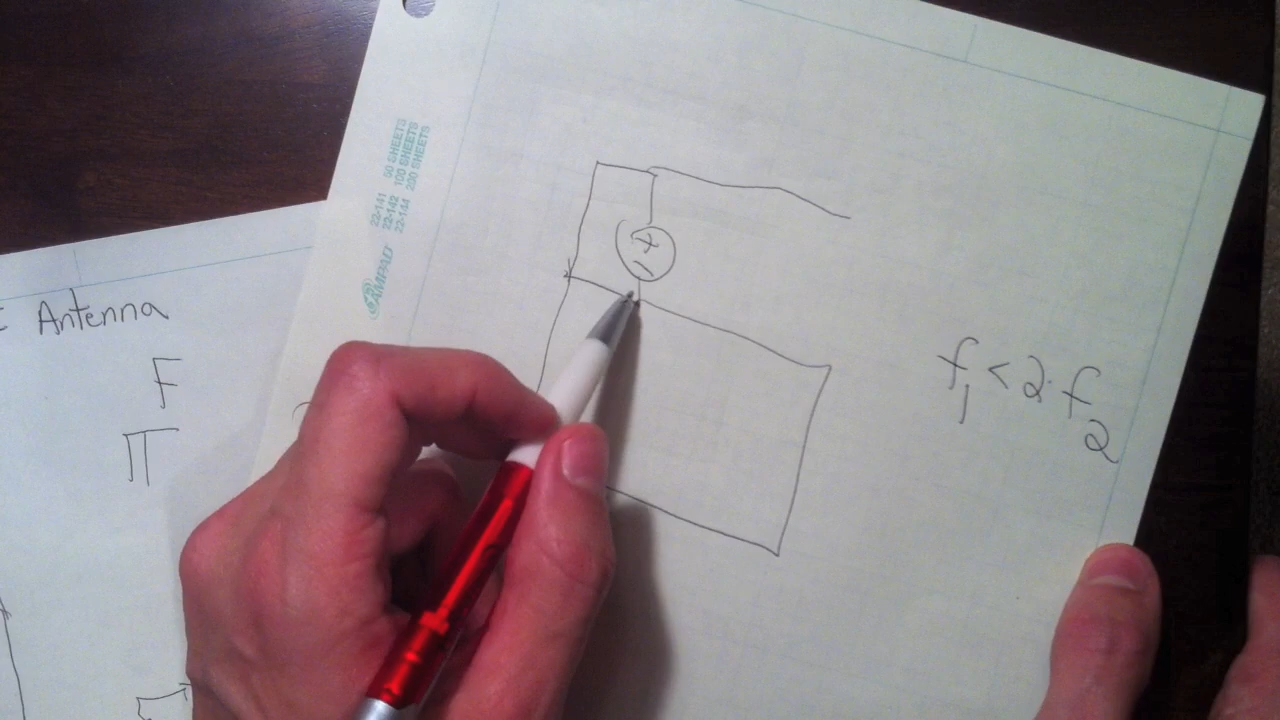 Antenna
F
22-141 50 SHEETS
22-142 100 SHEETS
22-144 200 SHEETS
AMPAD
+
−
f₁ < 2·f₂